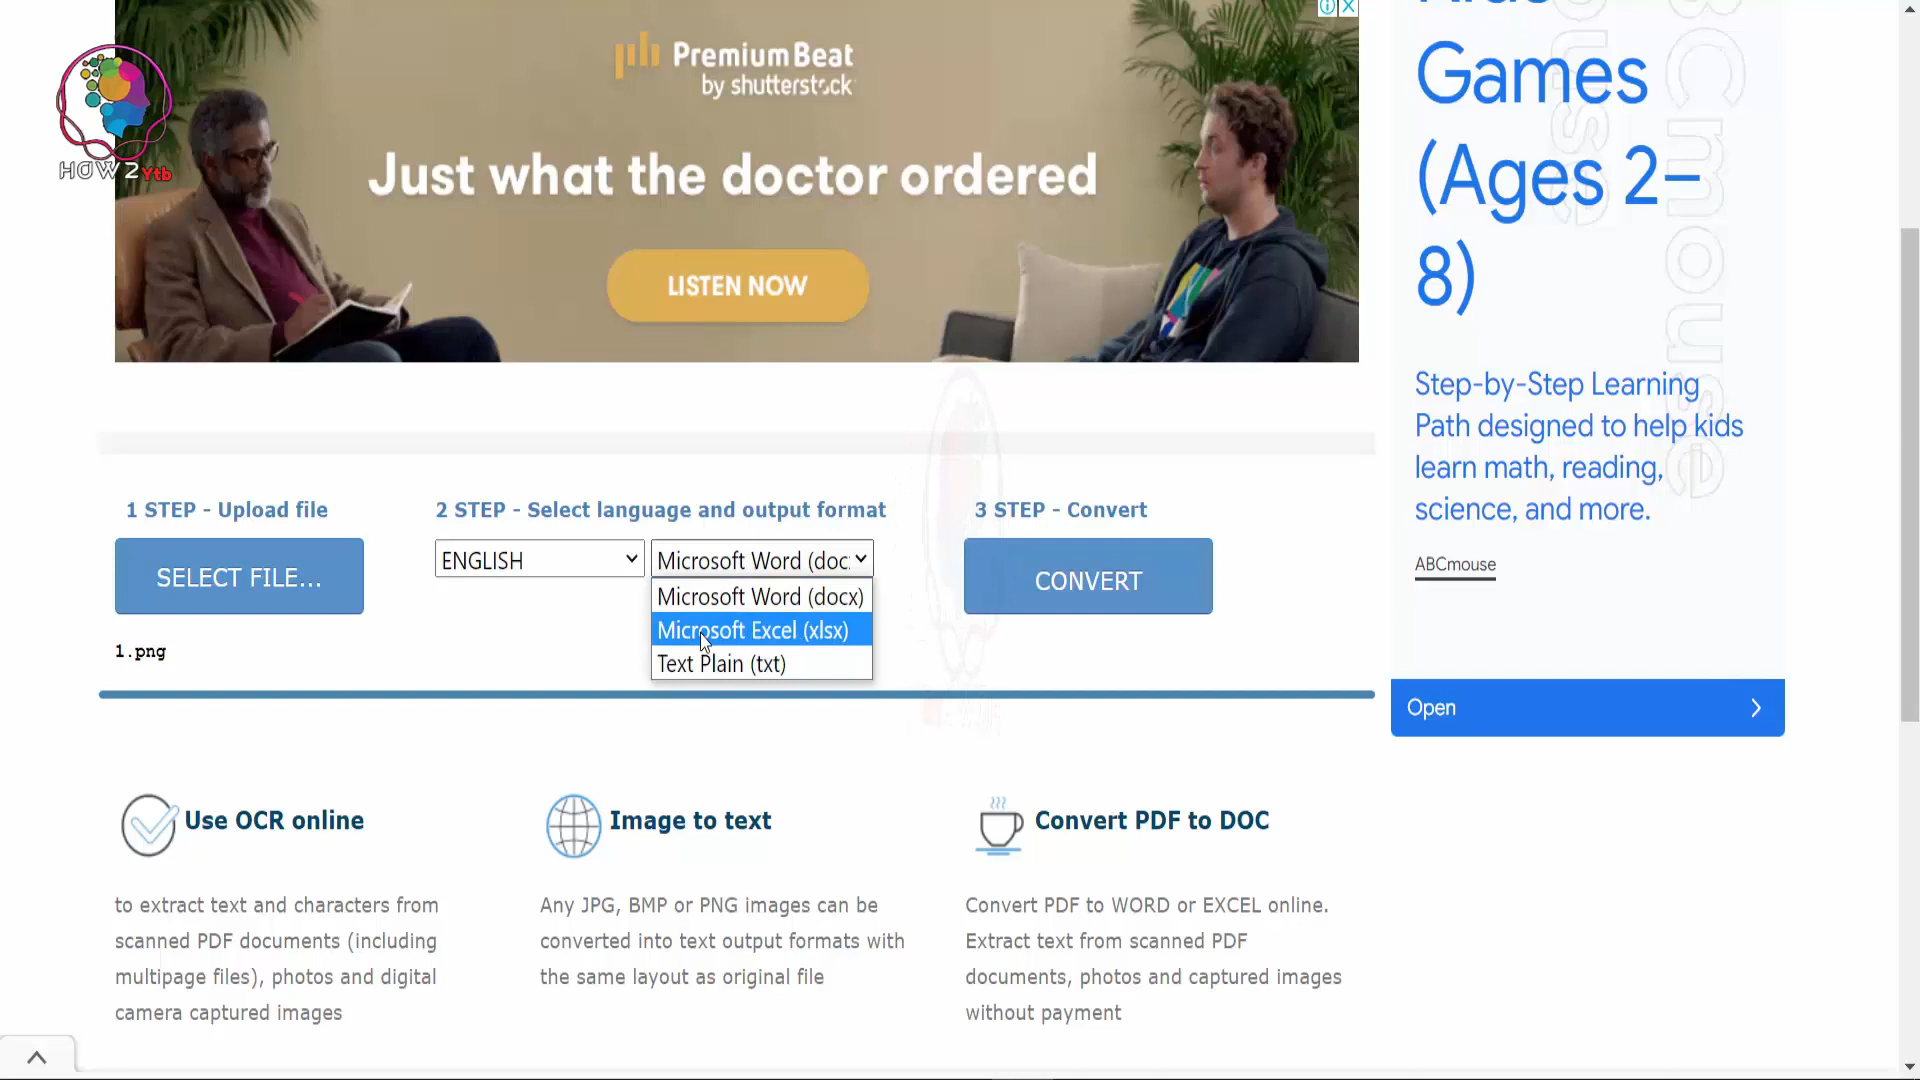 HOW2Ytb
PremiumBeat
by shutterstock
Just what the doctor ordered
LISTEN NOW
Games
(Ages 2–
8)
Step-by-Step Learning
Path designed to help kids
learn math, reading,
science, and more.
ABCmouse
Open
1 STEP - Upload file
SELECT FILE...
1.png
2 STEP - Select language and output format
ENGLISH
Microsoft Word (doc
Microsoft Word (docx)
Microsoft Excel (xlsx)
Text Plain (txt)
3 STEP - Convert
CONVERT
Use OCR online
to extract text and characters from
scanned PDF documents (including
multipage files), photos and digital
camera captured images
Image to text
Any JPG, BMP or PNG images can be
converted into text output formats with
the same layout as original file
Convert PDF to DOC
Convert PDF to WORD or EXCEL online.
Extract text from scanned PDF
documents, photos and captured images
without payment